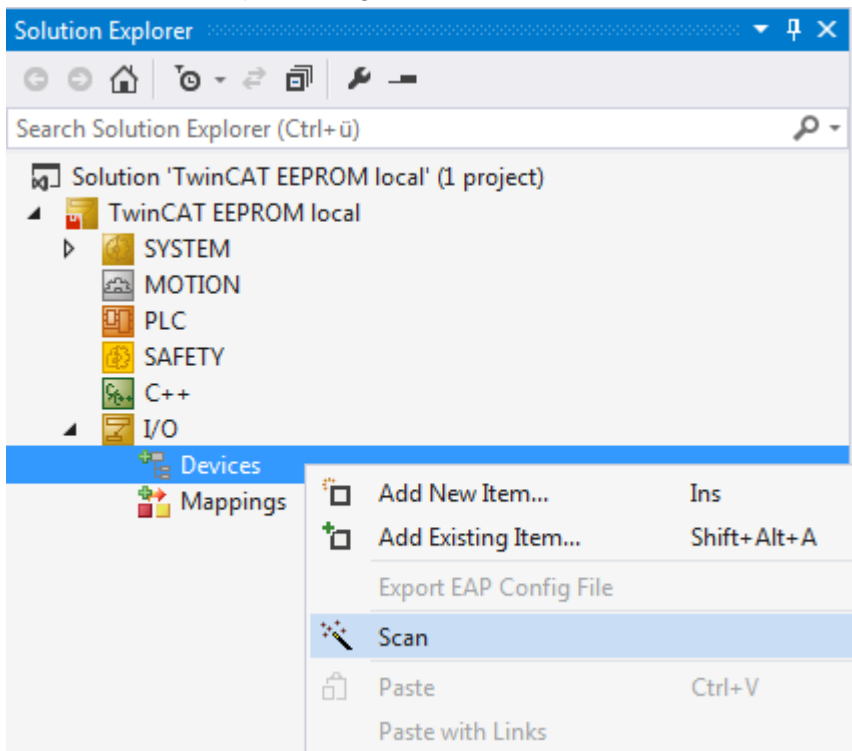 Solution Explorer
Search Solution Explorer (Ctrl+ü)
Solution 'TwinCAT EEPROM local' (1 project)
TwinCAT EEPROM local
SYSTEM
MOTION
PLC
SAFETY
C++
I/O
Devices
Mappings
Add New Item... Ins
Add Existing Item... Shift+Alt+A
Export EAP Config File
Scan
Paste Ctrl+V
Paste with Links